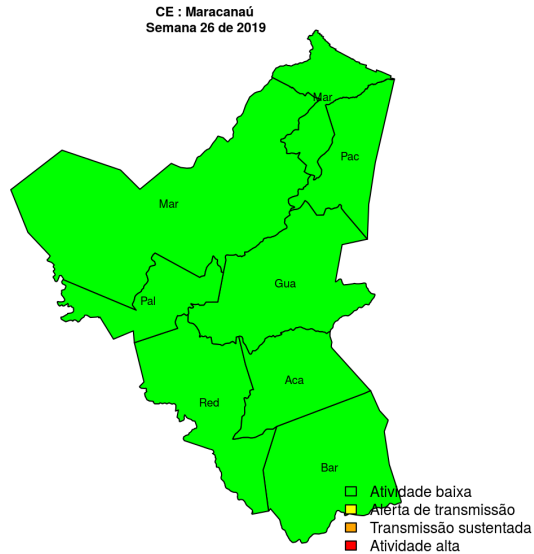 CE : Maracanaú
Semana 26 de 2019
Mar
Pac
Mar
Gua
Pal
Aca
Red
Bar
Atividade baixa
Alerta de transmissão
Transmissão sustentada
Atividade alta